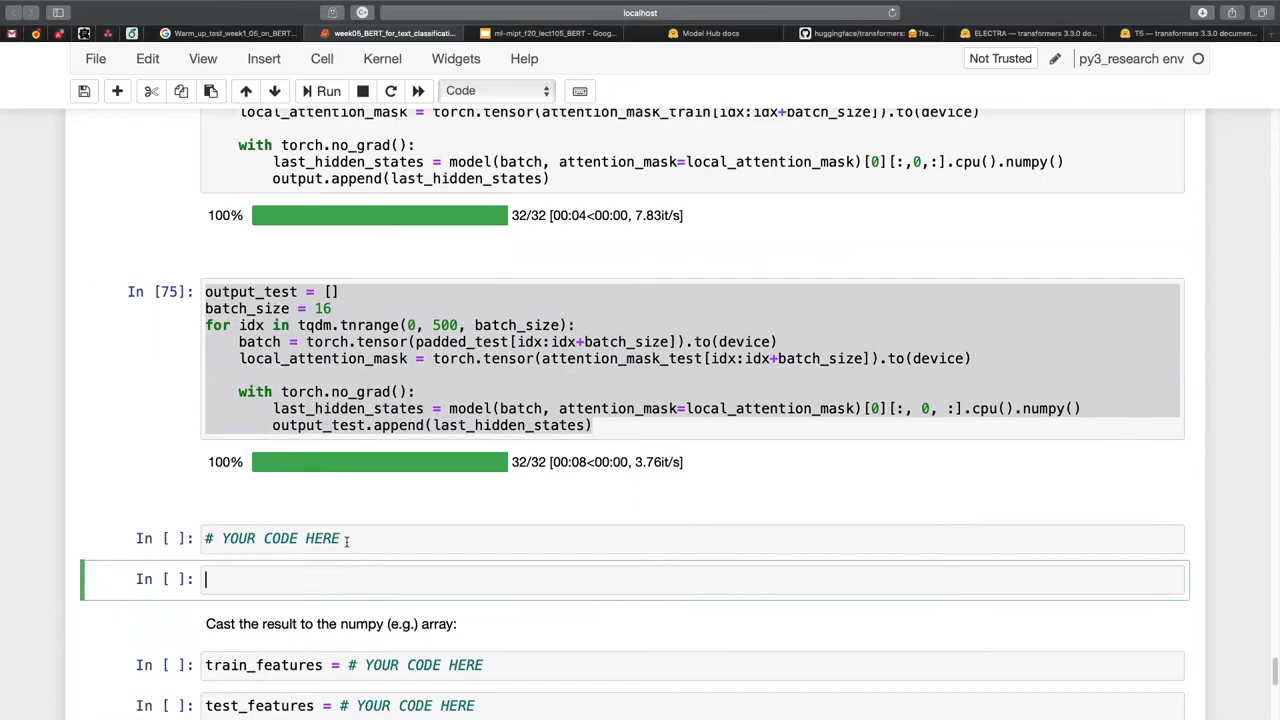 localhost
Warm_up_test_week1_05_on_BERT...
week05_BERT_for_text_classificati...
ml-mipt_f20_lect105_BERT - Goog...
Model Hub docs
huggingface/transformers: 🤗Tra...
ELECTRA — transformers 3.3.0 do...
T5 — transformers 3.3.0 documen...
File Edit View Insert Cell Kernel Widgets Help
Not Trusted
py3_research env
Run
Code
local_attention_mask = torch.tensor(attention_mask_train[idx:idx+batch_size]).to(device)
with torch.no_grad():
last_hidden_states = model(batch, attention_mask=local_attention_mask)[0][:,0,:].cpu().numpy()
output.append(last_hidden_states)
100% 32/32 [00:04<00:00, 7.83it/s]
In [75]: output_test = []
batch_size = 16
for idx in tqdm.tnrange(0, 500, batch_size):
batch = torch.tensor(padded_test[idx:idx+batch_size]).to(device)
local_attention_mask = torch.tensor(attention_mask_test[idx:idx+batch_size]).to(device)
with torch.no_grad():
last_hidden_states = model(batch, attention_mask=local_attention_mask)[0][:, 0, :].cpu().numpy()
output_test.append(last_hidden_states)
100% 32/32 [00:08<00:00, 3.76it/s]
In [ ]: # YOUR CODE HERE
In [ ]:
Cast the result to the numpy (e.g.) array:
In [ ]: train_features = # YOUR CODE HERE
In [ ]: test_features = # YOUR CODE HERE